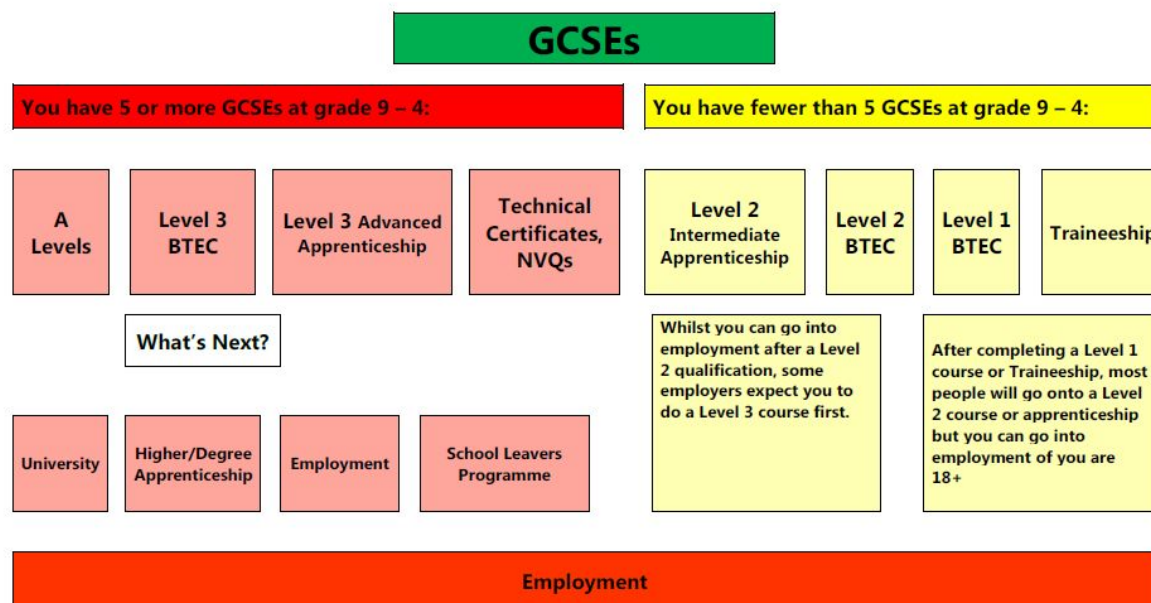 GCSEs
You have 5 or more GCSEs at grade 9 – 4:
You have fewer than 5 GCSEs at grade 9 – 4:
A
Levels
Level 3
BTEC
Level 3 Advanced
Apprenticeship
Technical
Certificates,
NVQs
Level 2
Intermediate
Apprenticeship
Level 2
BTEC
Level 1
BTEC
Traineeship
What's Next?
Whilst you can go into
employment after a Level
2 qualification, some
employers expect you to
do a Level 3 course first.
After completing a Level 1
course or Traineeship, most
people will go onto a Level
2 course or apprenticeship
but you can go into
employment of you are
18+
University
Higher/Degree
Apprenticeship
Employment
School Leavers
Programme
Employment